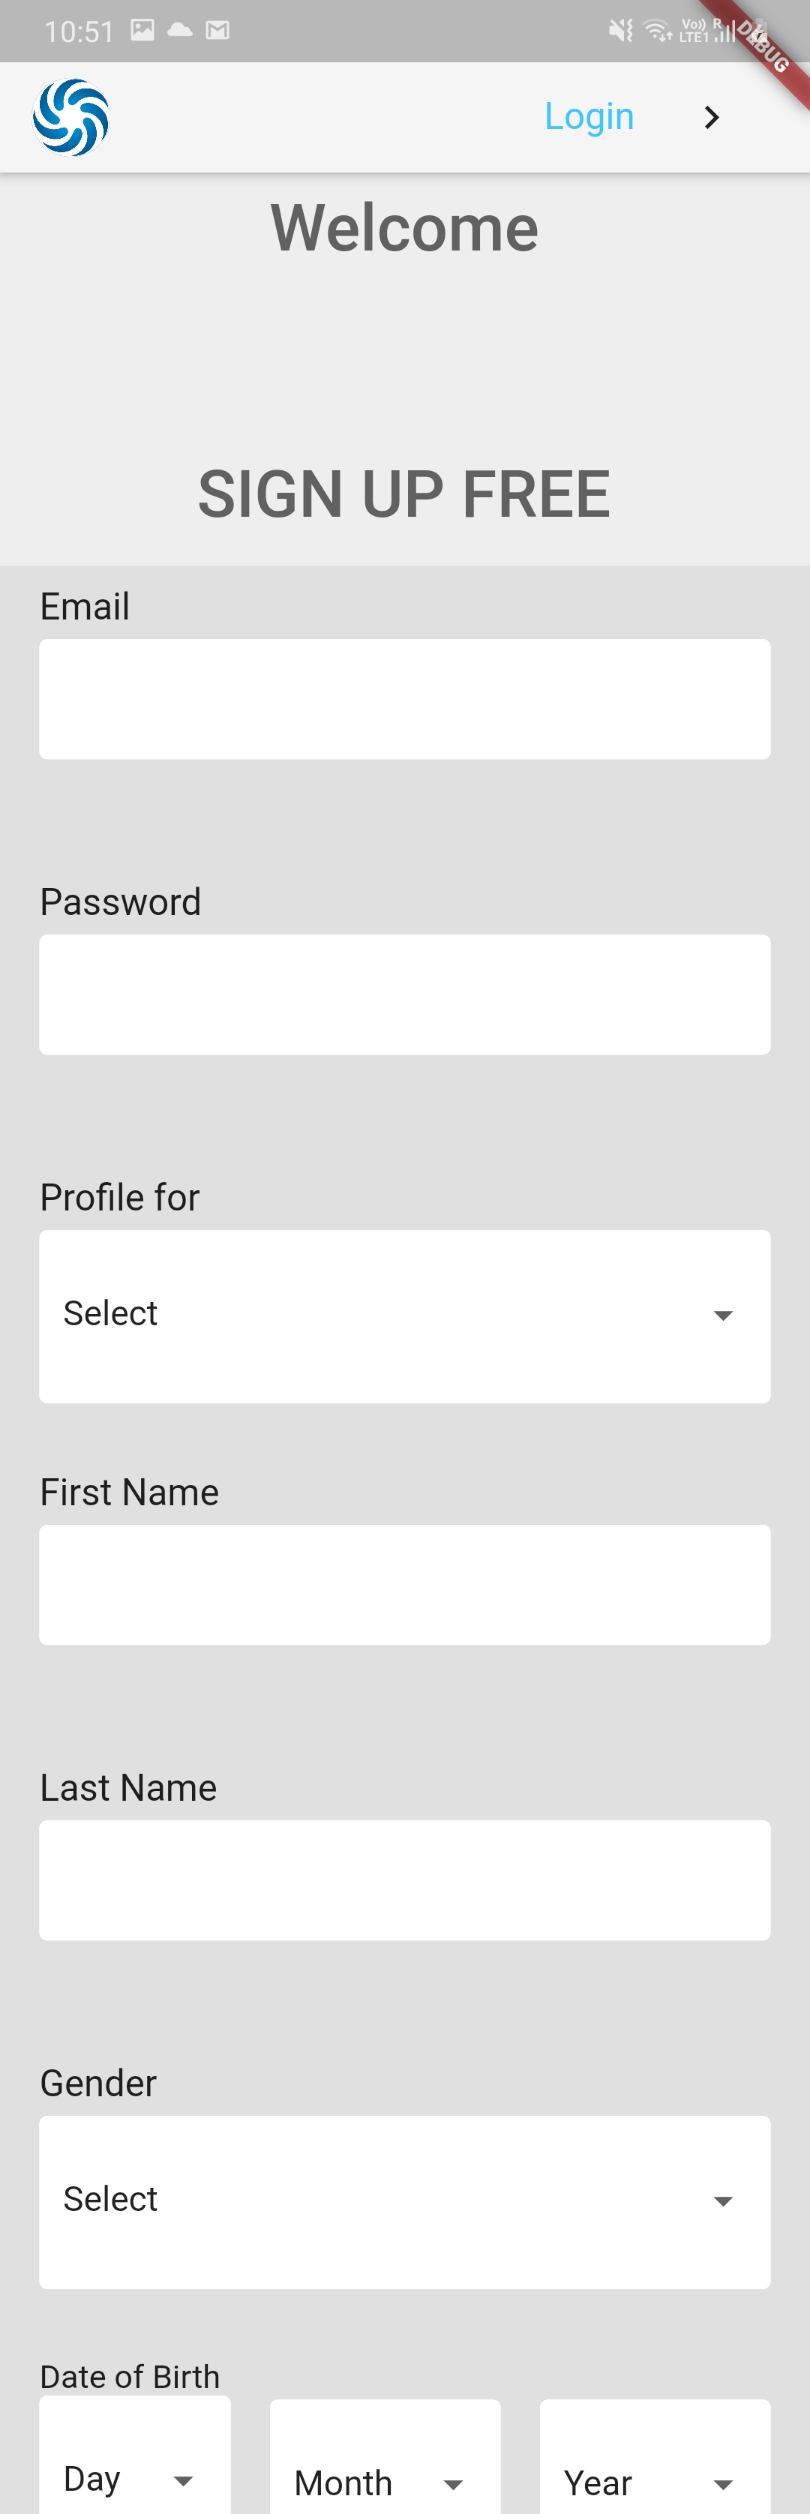 10:51
Vo)) R
LTE1
DEBUG
Login
Welcome
SIGN UP FREE
Email
Password
Profile for
Select
First Name
Last Name
Gender
Select
Date of Birth
Day Month Year